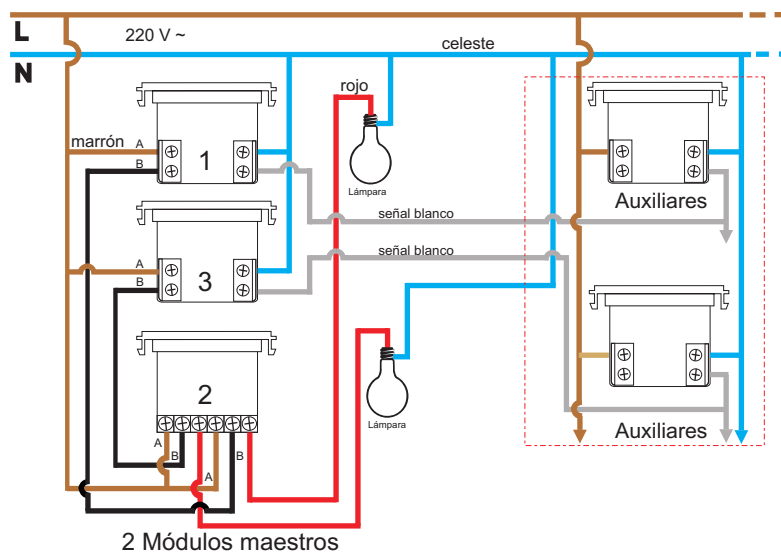 L
220 V ~
celeste
N
rojo
marrón
A
B
1
Lámpara
Auxiliares
señal blanco
señal blanco
A
B
3
2
Lámpara
Auxiliares
A
B
A
B
2 Módulos maestros